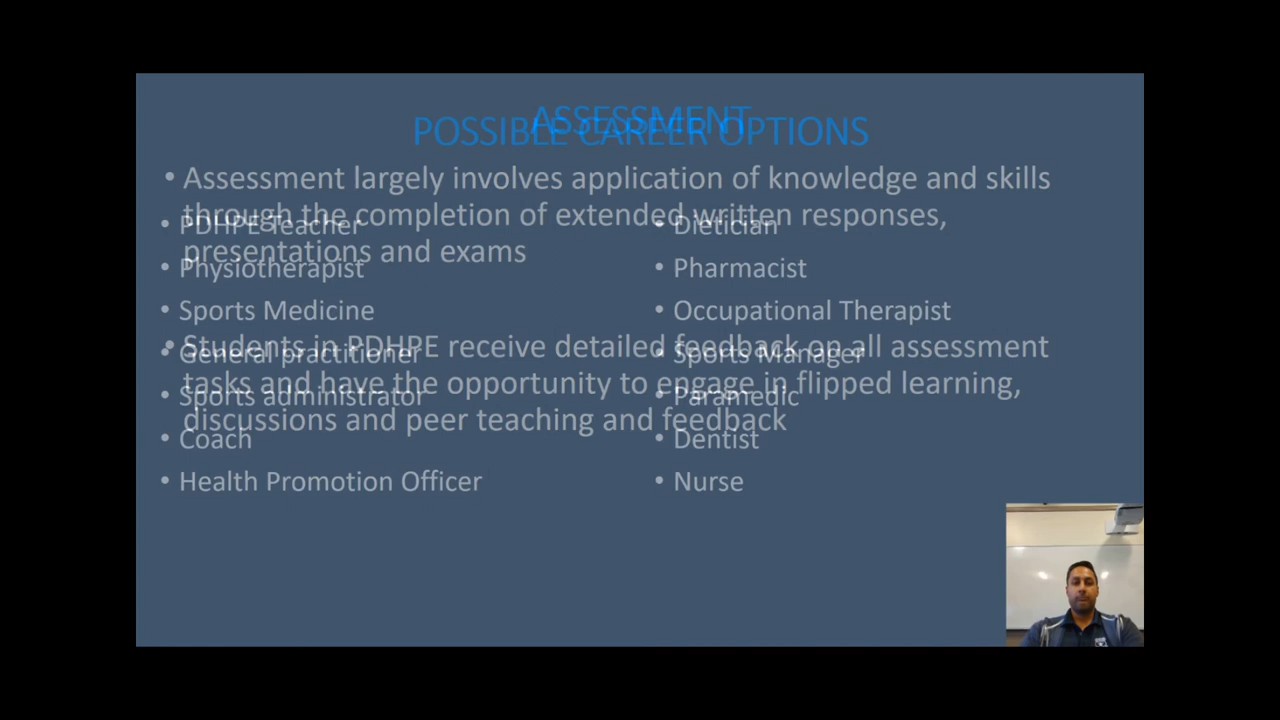 ASSESSMENT
POSSIBLE CAREER OPTIONS
• Assessment largely involves application of knowledge and skills
through the completion of extended written responses,
presentations and exams
• Students in PDHPE receive detailed feedback on all assessment
tasks and have the opportunity to engage in flipped learning,
discussions and peer teaching and feedback
• PDHPE Teacher
• Physiotherapist
• Sports Medicine
• General practitioner
• Sports administrator
• Coach
• Health Promotion Officer
• Dietician
• Pharmacist
• Occupational Therapist
• Sports Manager
• Paramedic
• Dentist
• Nurse